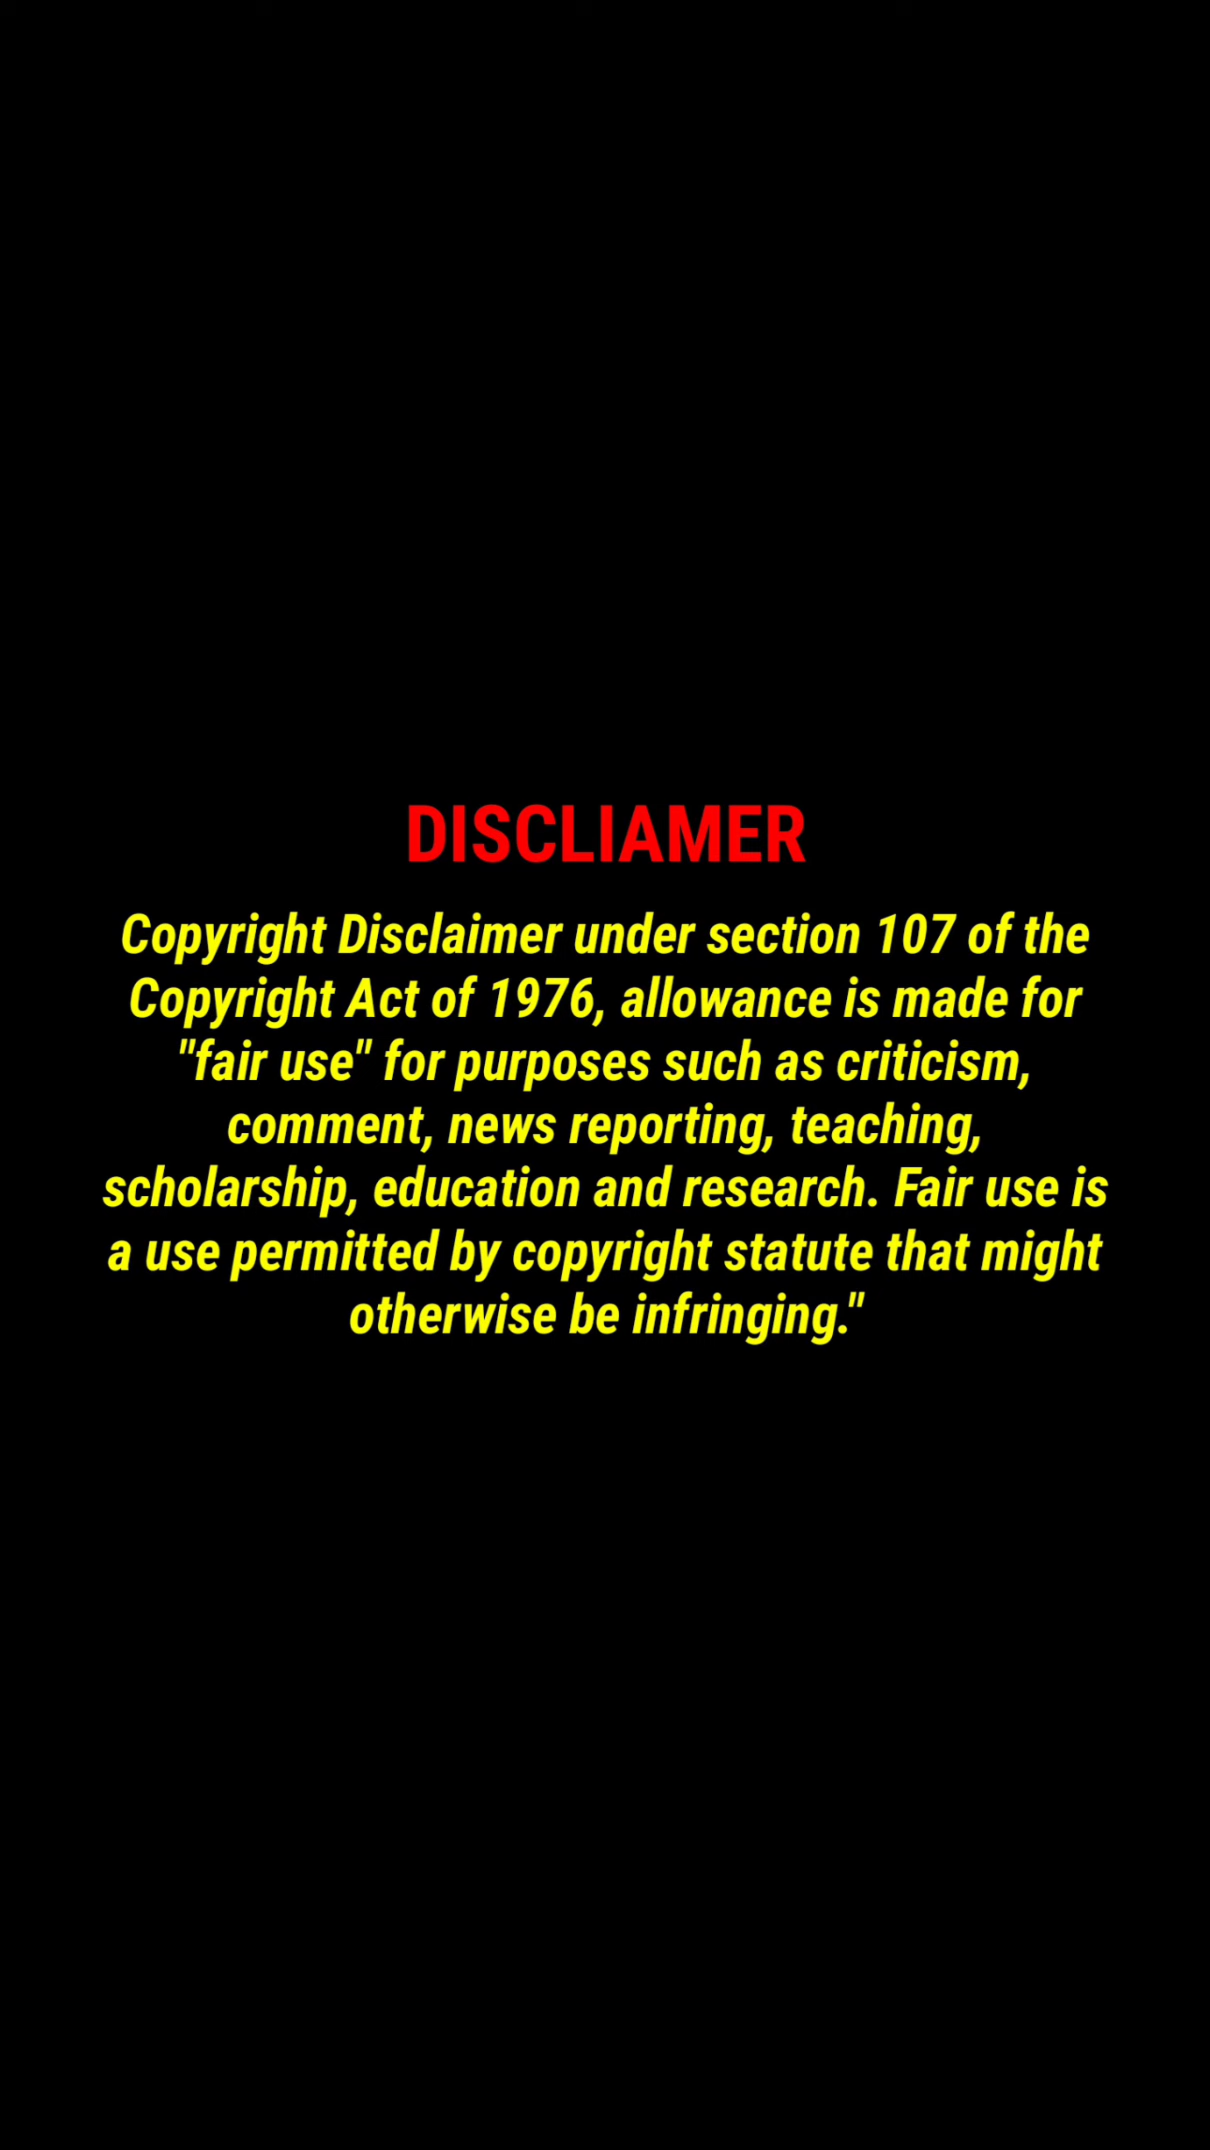 DISCLIAMER
Copyright Disclaimer under section 107 of the
Copyright Act of 1976, allowance is made for
"fair use" for purposes such as criticism,
comment, news reporting, teaching,
scholarship, education and research. Fair use is
a use permitted by copyright statute that might
otherwise be infringing."